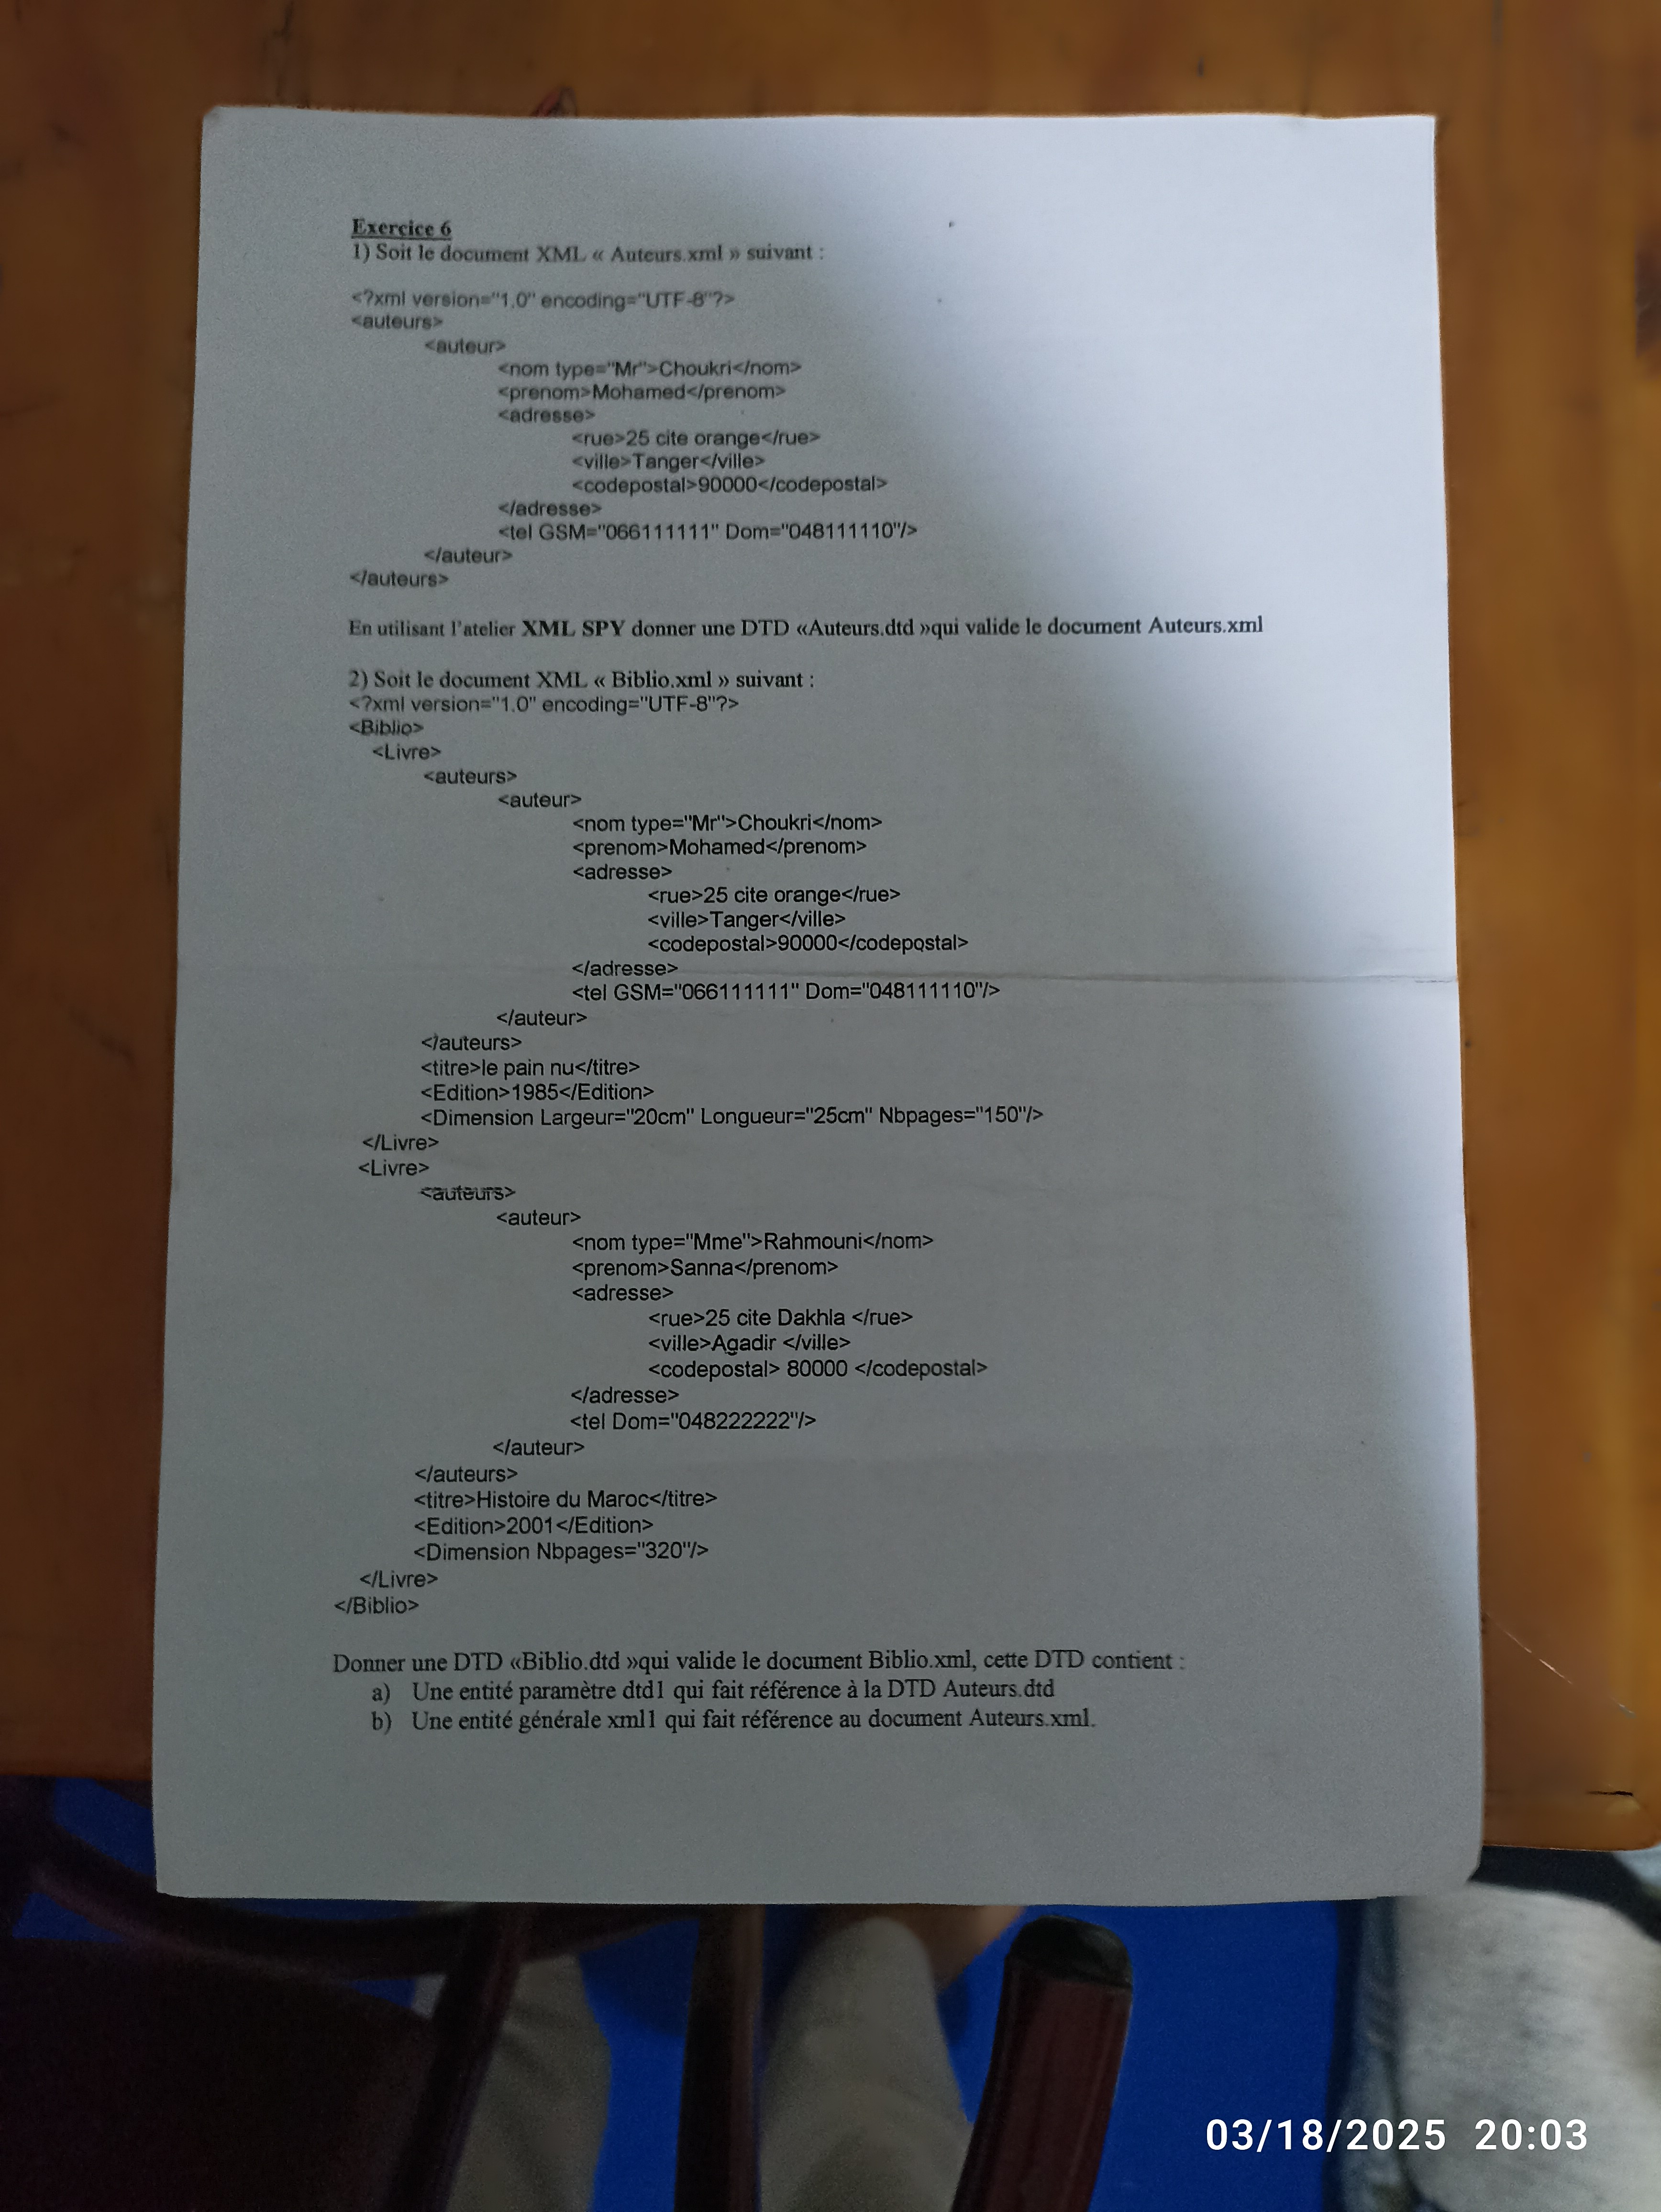 Exercice 6
1) Soit le document XML « Auteurs.xml » suivant :
<?xml version="1.0" encoding="UTF-8"?>
<auteurs>
<auteur>
<nom type="Mr">Choukri</nom>
<prenom>Mohamed</prenom>
<adresse>
<rue>25 cite orange</rue>
<ville>Tanger</ville>
<codepostal>90000</codepostal>
</adresse>
<tel GSM="066111111" Dom="048111110"/>
</auteur>
</auteurs>
En utilisant l'atelier XML SPY donner une DTD «Auteurs.dtd »qui valide le document Auteurs.xml
2) Soit le document XML « Biblio.xml » suivant :
<?xml version="1.0" encoding="UTF-8"?>
<Biblio>
<Livre>
<auteurs>
<auteur>
<nom type="Mr">Choukri</nom>
<prenom>Mohamed</prenom>
<adresse>
<rue>25 cite orange</rue>
<ville>Tanger</ville>
<codepostal>90000</codepostal>
</adresse>
<tel GSM="066111111" Dom="048111110"/>
</auteur>
</auteurs>
<titre>le pain nu</titre>
<Edition>1985</Edition>
<Dimension Largeur="20cm" Longueur="25cm" Nbpages="150"/>
</Livre>
<Livre>
<auteurs>
<auteur>
<nom type="Mme">Rahmouni</nom>
<prenom>Sanna</prenom>
<adresse>
<rue>25 cite Dakhla </rue>
<ville>Agadir </ville>
<codepostal> 80000 </codepostal>
</adresse>
<tel Dom="048222222"/>
</auteur>
</auteurs>
<titre>Histoire du Maroc</titre>
<Edition>2001</Edition>
<Dimension Nbpages="320"/>
</Livre>
</Biblio>
Donner une DTD «Biblio.dtd »qui valide le document Biblio.xml, cette DTD contient :
a) Une entité paramètre dtd1 qui fait référence à la DTD Auteurs.dtd
b) Une entité générale xml1 qui fait référence au document Auteurs.xml.
03/18/2025 20:03